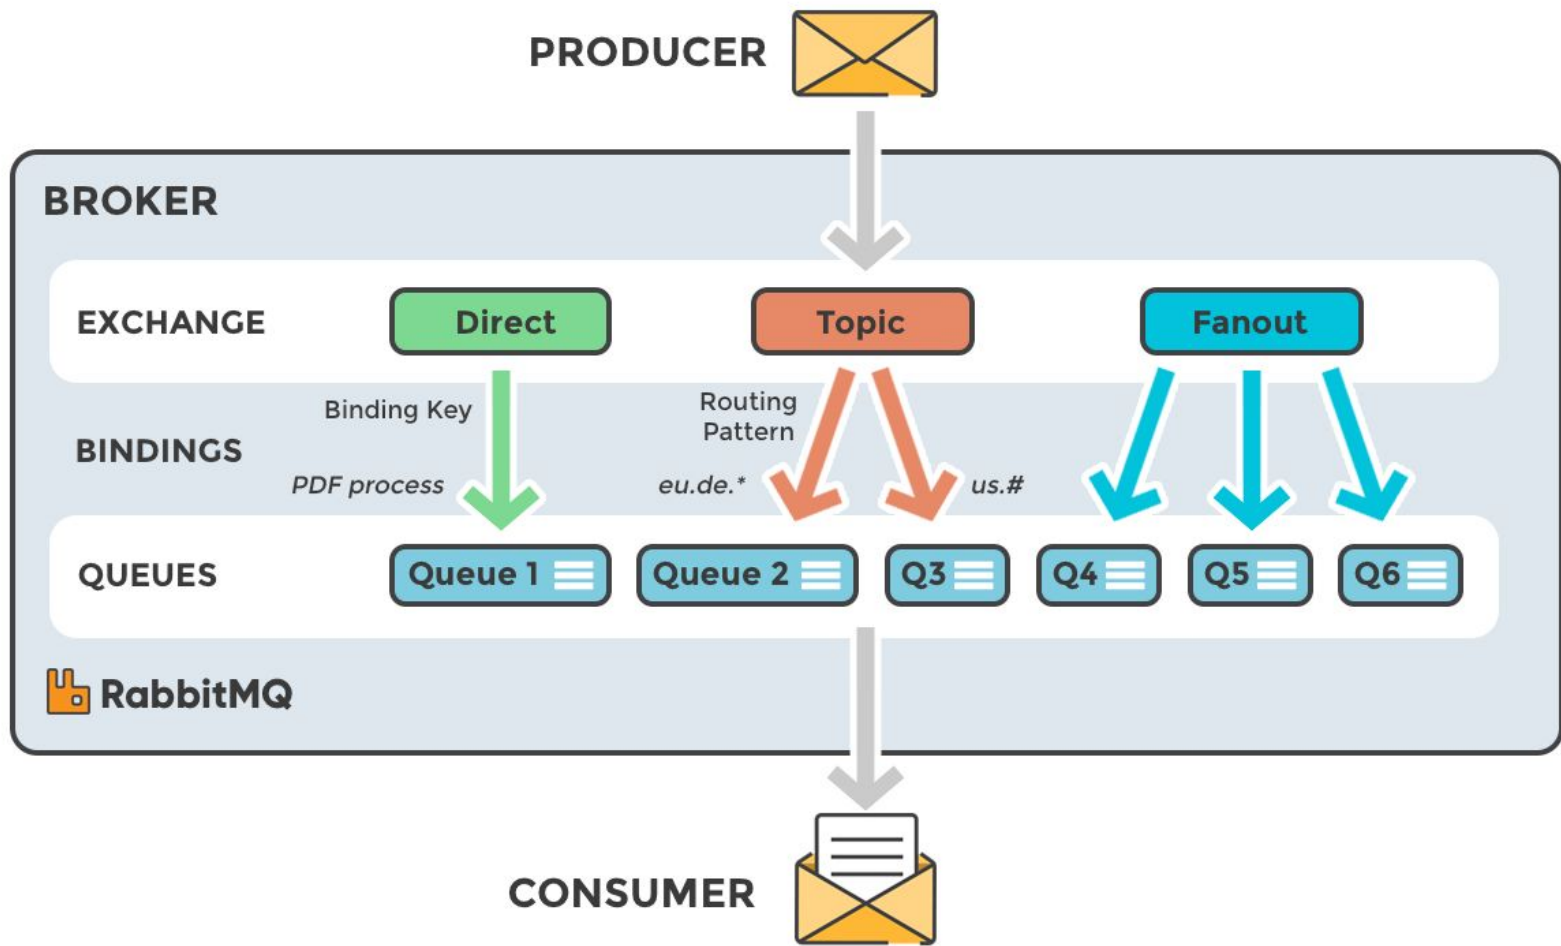 PRODUCER
BROKER
EXCHANGE
Direct
Topic
Fanout
Binding Key
Routing
Pattern
BINDINGS
PDF process
eu.de.*
us.#
QUEUES
Queue 1
Queue 2
Q3
Q4
Q5
Q6
RabbitMQ
CONSUMER